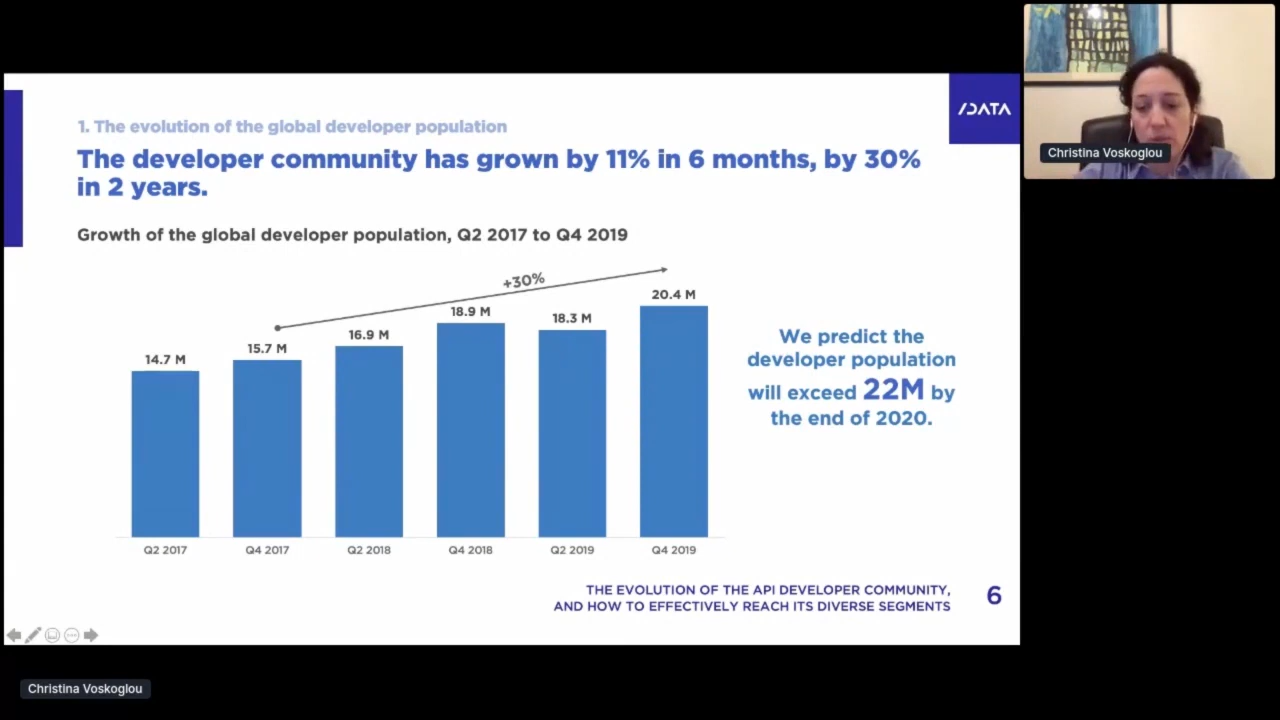 1. The evolution of the global developer population
The developer community has grown by 11% in 6 months, by 30%
in 2 years.
/DATA
Christina Voskoglou
Growth of the global developer population, Q2 2017 to Q4 2019
+30%
14.7 M
15.7 M
16.9 M
18.9 M
18.3 M
20.4 M
Q2 2017
Q4 2017
Q2 2018
Q4 2018
Q2 2019
Q4 2019
We predict the
developer population
will exceed 22M by
the end of 2020.
THE EVOLUTION OF THE API DEVELOPER COMMUNITY,
AND HOW TO EFFECTIVELY REACH ITS DIVERSE SEGMENTS
6
Christina Voskoglou